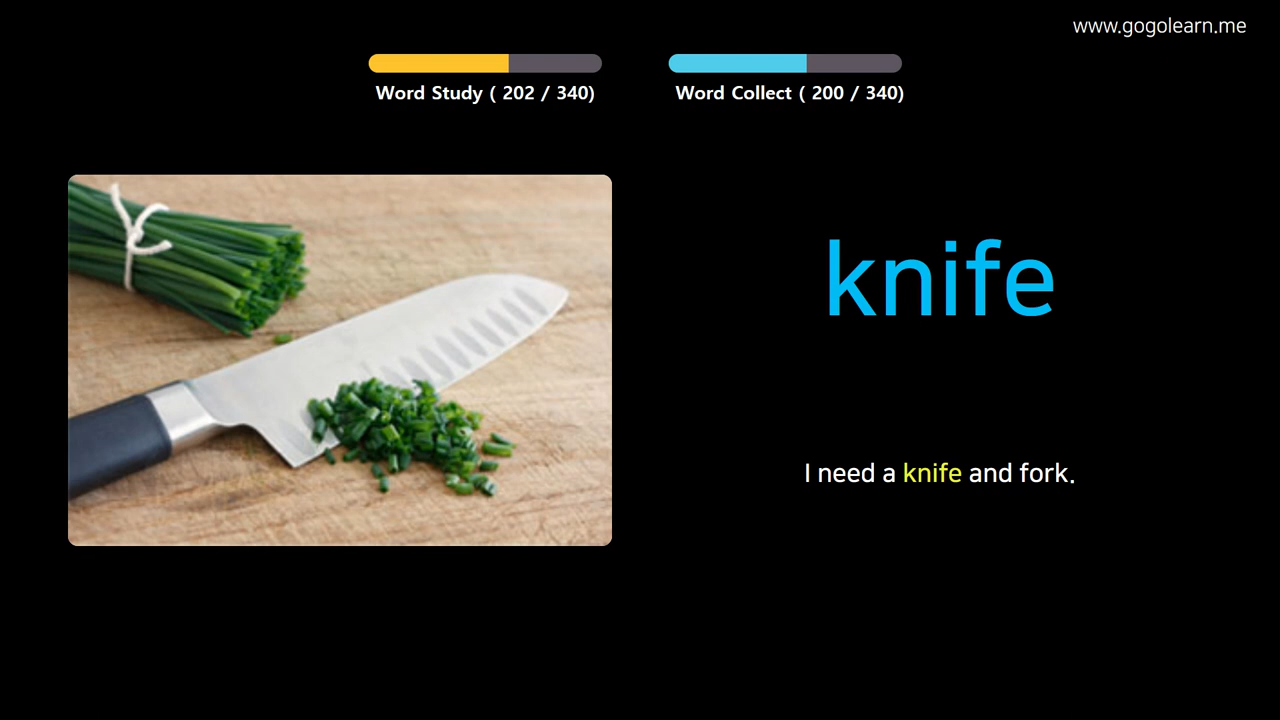 www.gogolearn.me
Word Study ( 202 / 340)
Word Collect ( 200 / 340)
knife
I need a knife and fork.